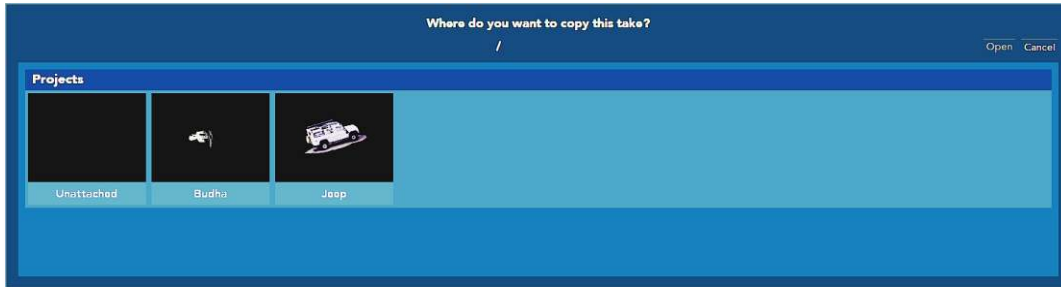 Where do you want to copy this take?
/
Open Cancel
Projects
Unattached Budha Jeep